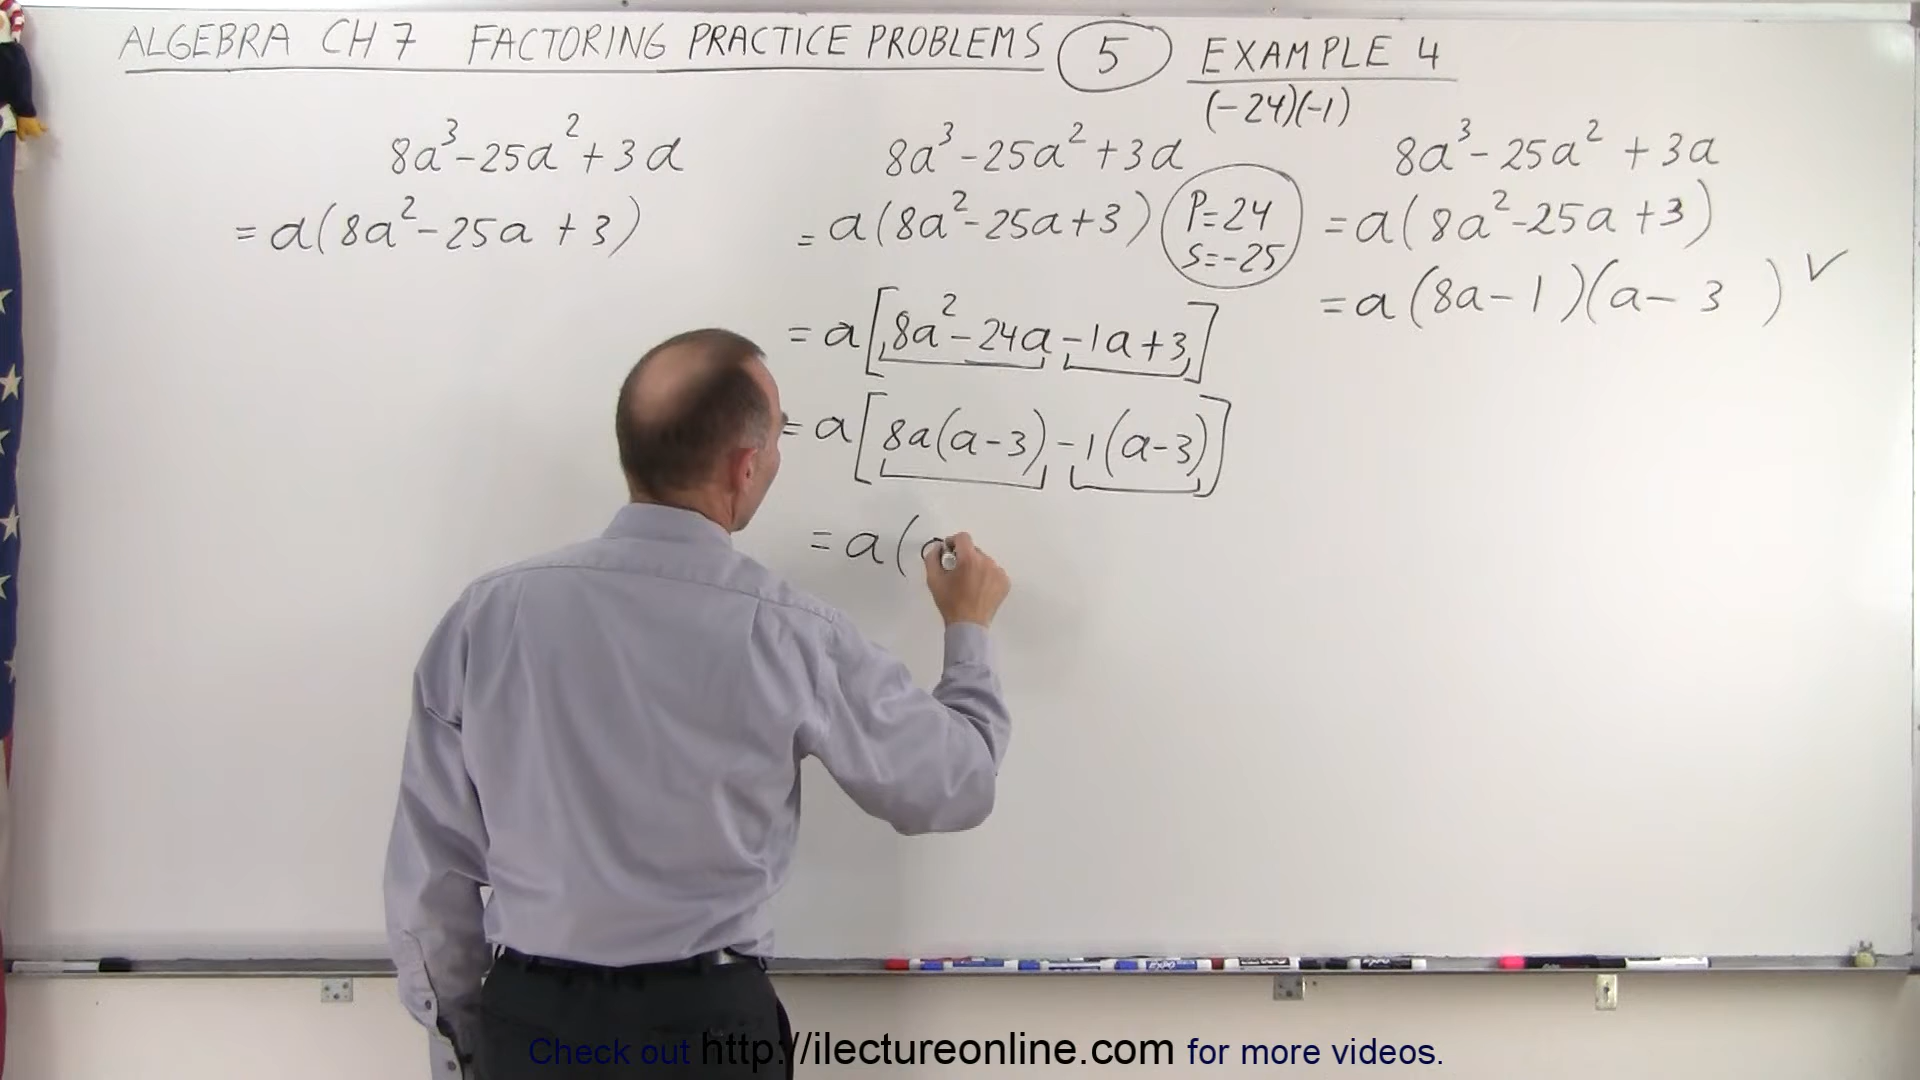 ALGEBRA CH 7 FACTORING PRACTICE PROBLEMS 5 EXAMPLE 4
8a³-25a²+3a
= a(8a²-25a+3)
8a³-25a²+3a
= a(8a²-25a+3)
= a[8a²-24a-1a+3]
= a[8a(a-3)-1(a-3)]
= a(a
(-24)(-1)
P=24
S=-25
8a³-25a²+3a
= a(8a²-25a+3)
= a(8a-1)(a-3) ✓
Check out http://ilectureonline.com for more videos.